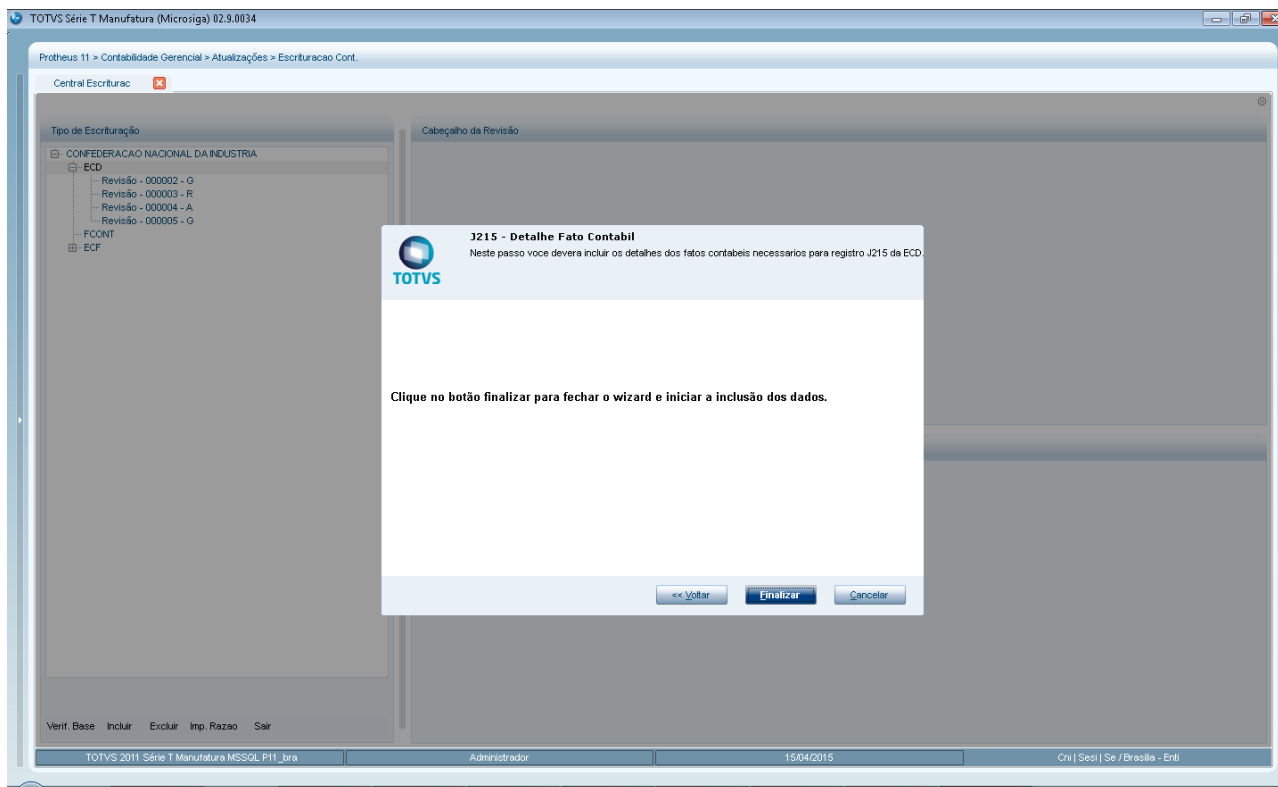 TOTVS Série T Manufatura (Microsiga) 02.9.0034
Protheus 11 > Contabilidade Gerencial > Atualizações > Escrituracao Cont.
Central Escriturac
Tipo de Escrituração
Cabeçalho da Revisão
CONFEDERACAO NACIONAL DA INDUSTRIA
ECD
Revisão - 000002 - G
Revisão - 000003 - R
Revisão - 000004 - A
Revisão - 000005 - G
FCONT
ECF
TOTVS
J215 - Detalhe Fato Contabil
Neste passo voce devera incluir os detalhes dos fatos contabeis necessarios para registro J215 da ECD.
Clique no botão finalizar para fechar o wizard e iniciar a inclusão dos dados.
<< Voltar Finalizar Cancelar
Verif. Base Incluir Excluir Imp. Razao Sair
TOTVS 2011 Série T Manufatura MSSQL P11_bra Administrador 15/04/2015 Cni | Sesi | Se / Brasilia - Enti